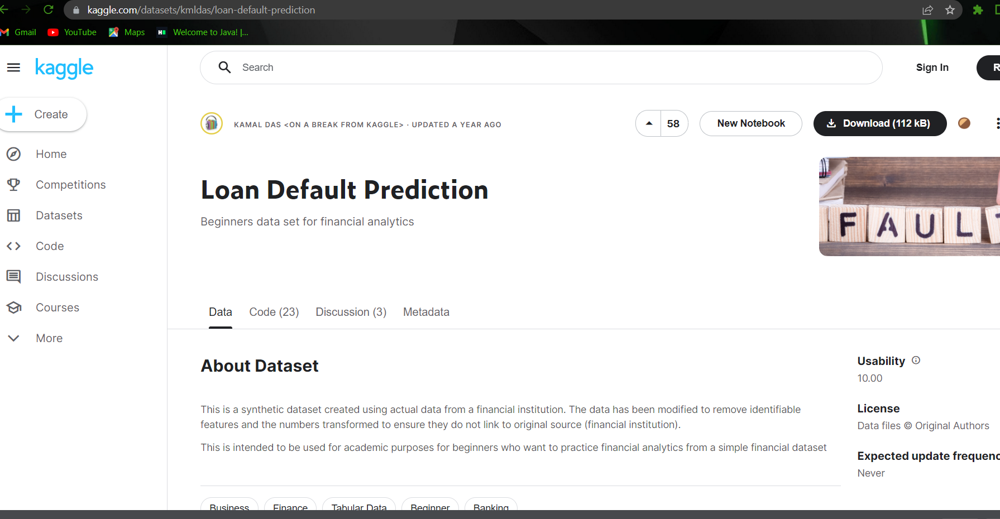 kaggle.com/datasets/kmldas/loan-default-prediction
Gmail YouTube Maps Welcome to Java! |...
kaggle
Search
Sign In
R
Create
KAMAL DAS <ON A BREAK FROM KAGGLE> · UPDATED A YEAR AGO
58
New Notebook
Download (112 kB)
Home
Competitions
Datasets
Code
Discussions
Courses
More
Loan Default Prediction
Beginners data set for financial analytics
FAULT
Data Code (23) Discussion (3) Metadata
About Dataset
This is a synthetic dataset created using actual data from a financial institution. The data has been modified to remove identifiable
features and the numbers transformed to ensure they do not link to original source (financial institution).
This is intended to be used for academic purposes for beginners who want to practice financial analytics from a simple financial dataset
Usability
10.00
License
Data files © Original Authors
Expected update frequenc
Never
Business Finance Tabular Data Beginner Banking